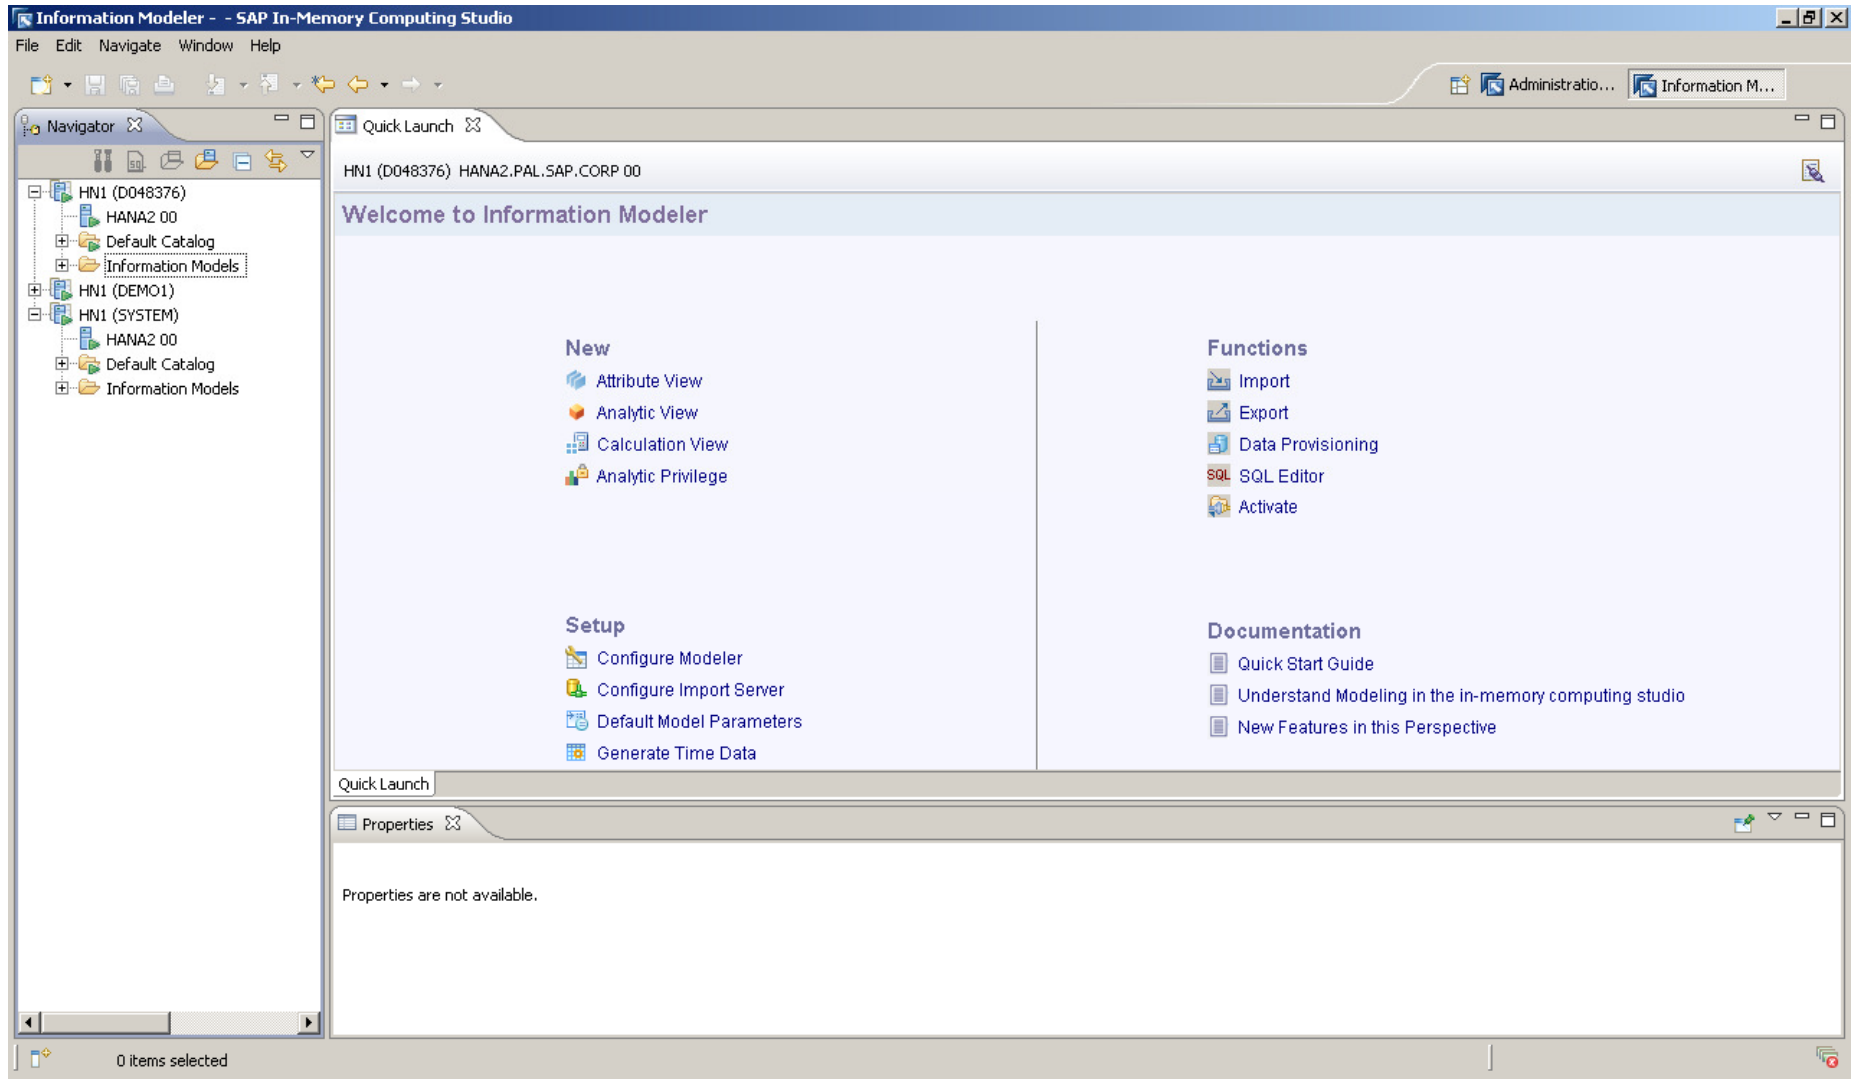 Information Modeler - - SAP In-Memory Computing Studio
File Edit Navigate Window Help
Administratio... Information M...
Navigator
Quick Launch
HN1 (D048376) HANA2.PAL.SAP.CORP 00
HN1 (D048376)
HANA2 00
Default Catalog
Information Models
HN1 (DEMO1)
HN1 (SYSTEM)
HANA2 00
Default Catalog
Information Models
Welcome to Information Modeler
New
Attribute View
Analytic View
Calculation View
Analytic Privilege
Functions
Import
Export
Data Provisioning
SQL SQL Editor
Activate
Setup
Configure Modeler
Configure Import Server
Default Model Parameters
Generate Time Data
Documentation
Quick Start Guide
Understand Modeling in the in-memory computing studio
New Features in this Perspective
Quick Launch
Properties
Properties are not available.
0 items selected